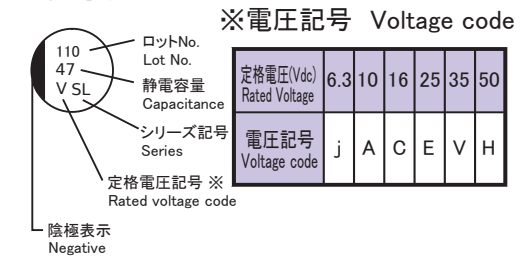 ※電圧記号 Voltage code
110
47
V SL
ロットNo.
Lot No.
静電容量
Capacitance
シリーズ記号
Series
定格電圧記号 ※
Rated voltage code
陰極表示
Negative
定格電圧(Vdc) 6.3 10 16 25 35 50
Rated Voltage
電圧記号 j A C E V H
Voltage code